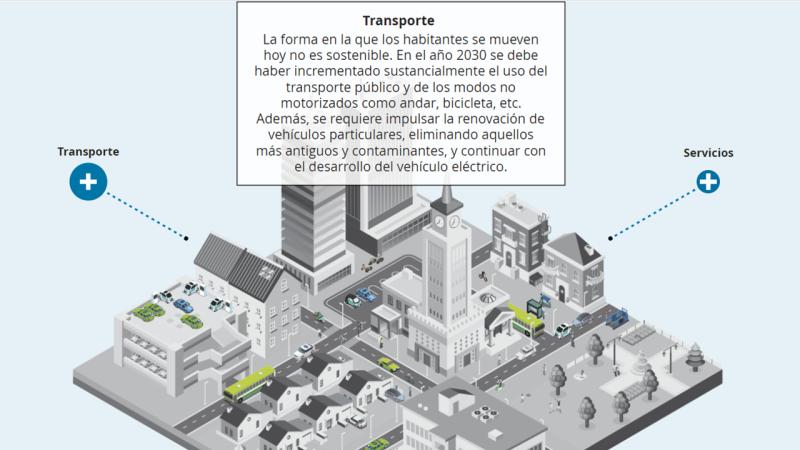 Transporte
La forma en la que los habitantes se mueven
hoy no es sostenible. En el año 2030 se debe
haber incrementado sustancialmente el uso del
transporte público y de los modos no
motorizados como andar, bicicleta, etc.
Además, se requiere impulsar la renovación de
vehículos particulares, eliminando aquellos
más antiguos y contaminantes, y continuar con
el desarrollo del vehículo eléctrico.
Transporte
Servicios